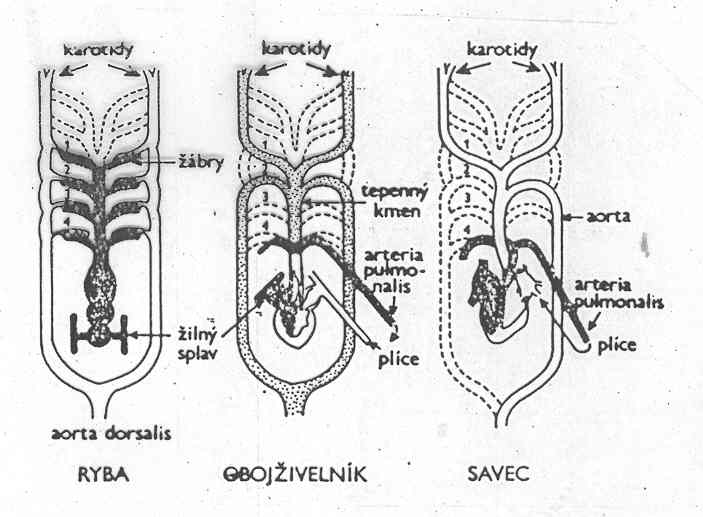 karotidy
karotidy
karotidy
1
2
3
4
žábry
1
2
3
4
tepenný
kmen
1
2
3
4
aorta
arteria
pulmo-
nalis
arteria
pulmonalis
žilný
splav
plíce
plíce
aorta dorsalis
RYBA
OBOJŽIVELNÍK
SAVEC